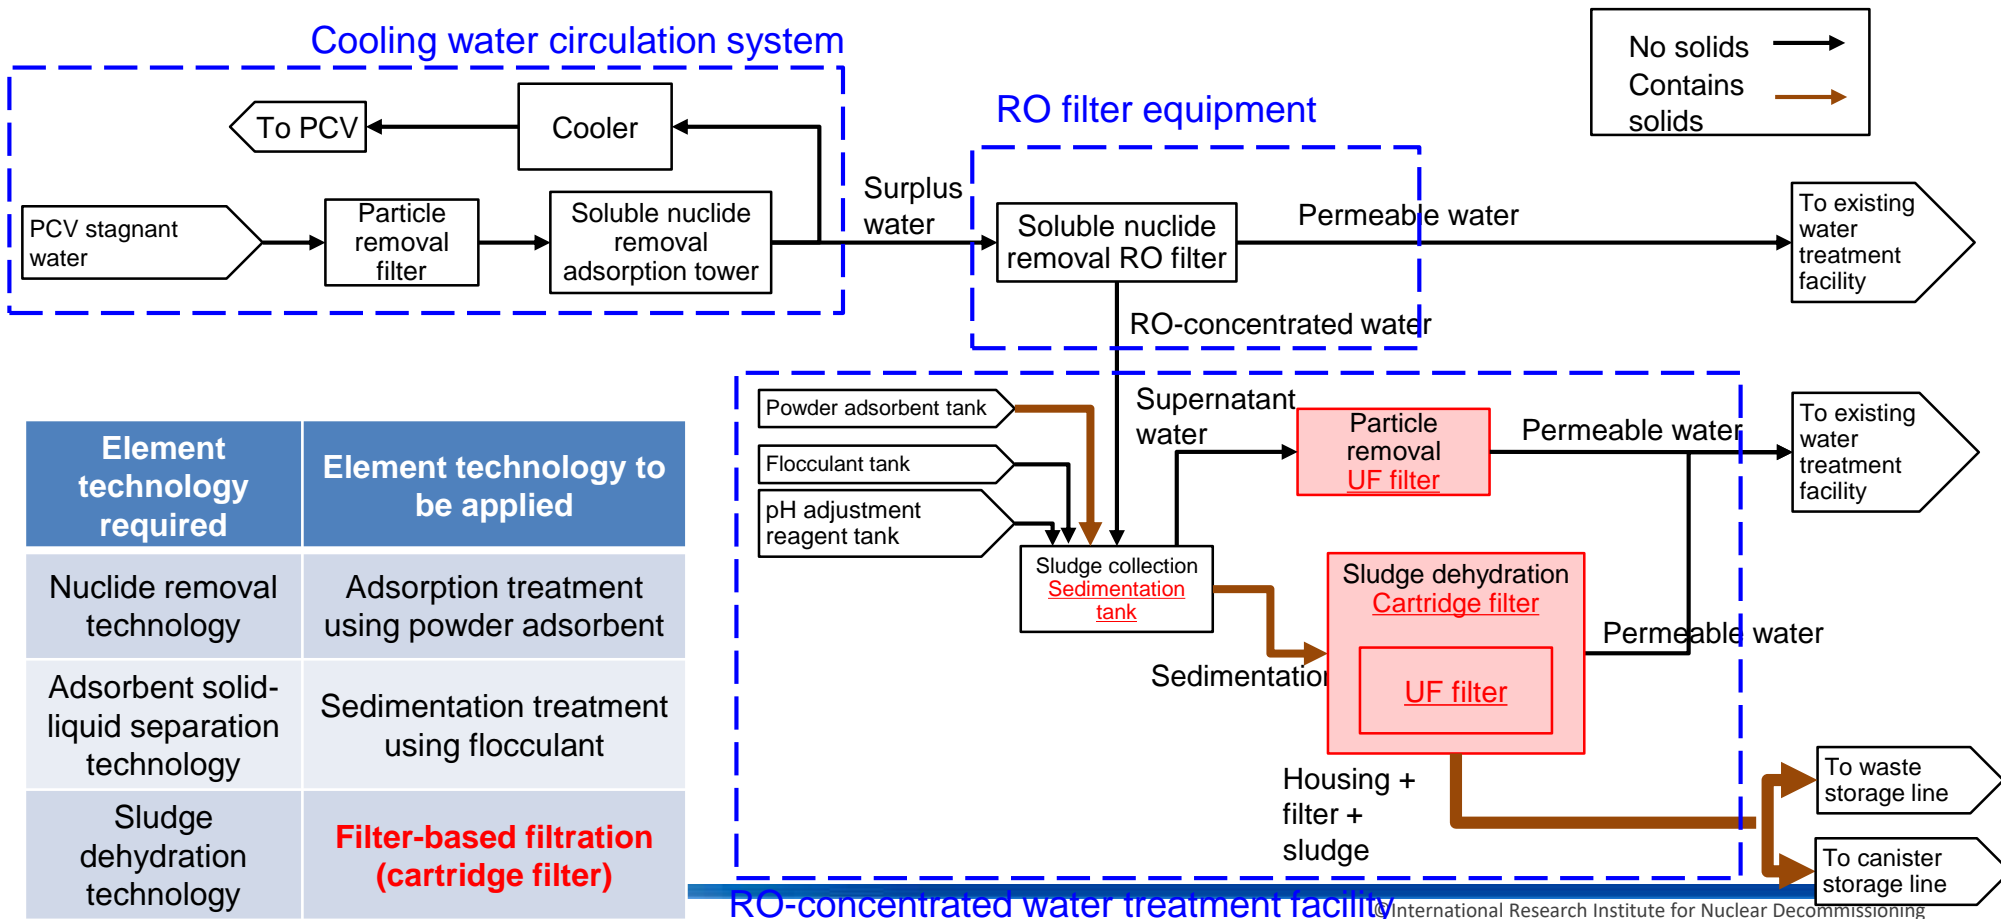 Cooling water circulation system
No solids
Contains
solids
RO filter equipment
To PCV
Cooler
Surplus
water
PCV stagnant
water
Particle
removal
filter
Soluble nuclide
removal
adsorption tower
Soluble nuclide
removal RO filter
Permeable water
To existing
water
treatment
facility
RO-concentrated water
Powder adsorbent tank
Flocculant tank
pH adjustment
reagent tank
Supernatant
water
Particle
removal
UF filter
Permeable water
To existing
water
treatment
facility
Sludge collection
Sedimentation
tank
Sedimentation
Sludge dehydration
Cartridge filter
UF filter
Permeable water
Housing +
filter +
sludge
To waste
storage line
To canister
storage line
Element
technology
required
Element technology to
be applied
Nuclide removal
technology
Adsorption treatment
using powder adsorbent
Adsorbent solid-
liquid separation
technology
Sedimentation treatment
using flocculant
Sludge
dehydration
technology
Filter-based filtration
(cartridge filter)
RO-concentrated water treatment facility
©International Research Institute for Nuclear Decommissioning